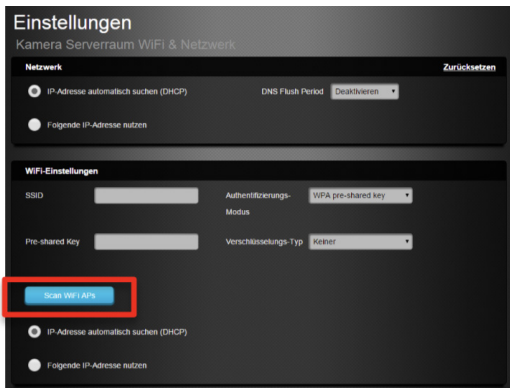 Einstellungen
Kamera Serverraum WiFi & Netzwerk
Netzwerk Zurücksetzen
IP-Adresse automatisch suchen (DHCP) DNS Flush Period Deaktivieren
Folgende IP-Adresse nutzen
WiFi-Einstellungen
SSID Authentifizierungs-Modus WPA pre-shared key
Pre-shared Key Verschlüsselungs-Typ Keiner
Scan WiFi APs
IP-Adresse automatisch suchen (DHCP)
Folgende IP-Adresse nutzen